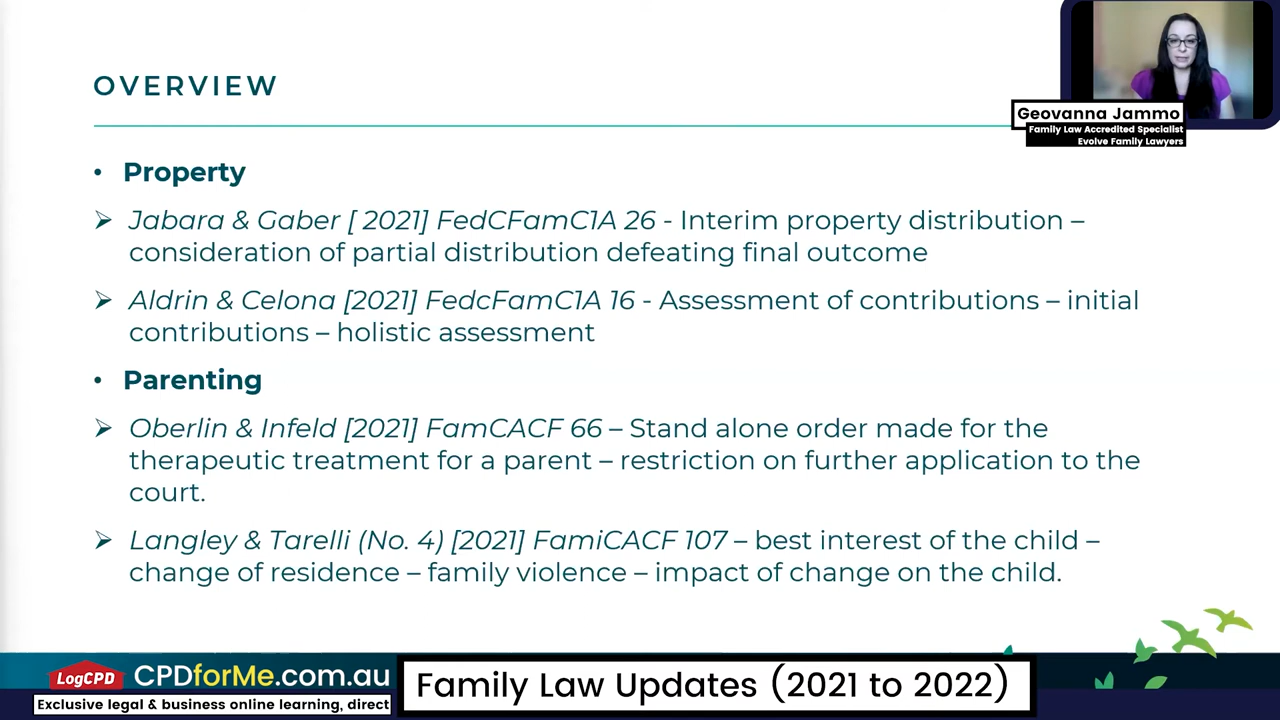 OVERVIEW
Geovanna Jammo
Family Law Accredited Specialist
Evolve Family Lawyers
• Property
➢ Jabara & Gaber [ 2021] FedCFamC1A 26 - Interim property distribution –
consideration of partial distribution defeating final outcome
➢ Aldrin & Celona [2021] FedcFamC1A 16 - Assessment of contributions – initial
contributions – holistic assessment
• Parenting
➢ Oberlin & Infeld [2021] FamCACF 66 – Stand alone order made for the
therapeutic treatment for a parent – restriction on further application to the
court.
➢ Langley & Tarelli (No. 4) [2021] FamiCACF 107 – best interest of the child –
change of residence – family violence – impact of change on the child.
LogCPD
CPDforMe.com.au
Exclusive legal & business online learning, direct
Family Law Updates (2021 to 2022)